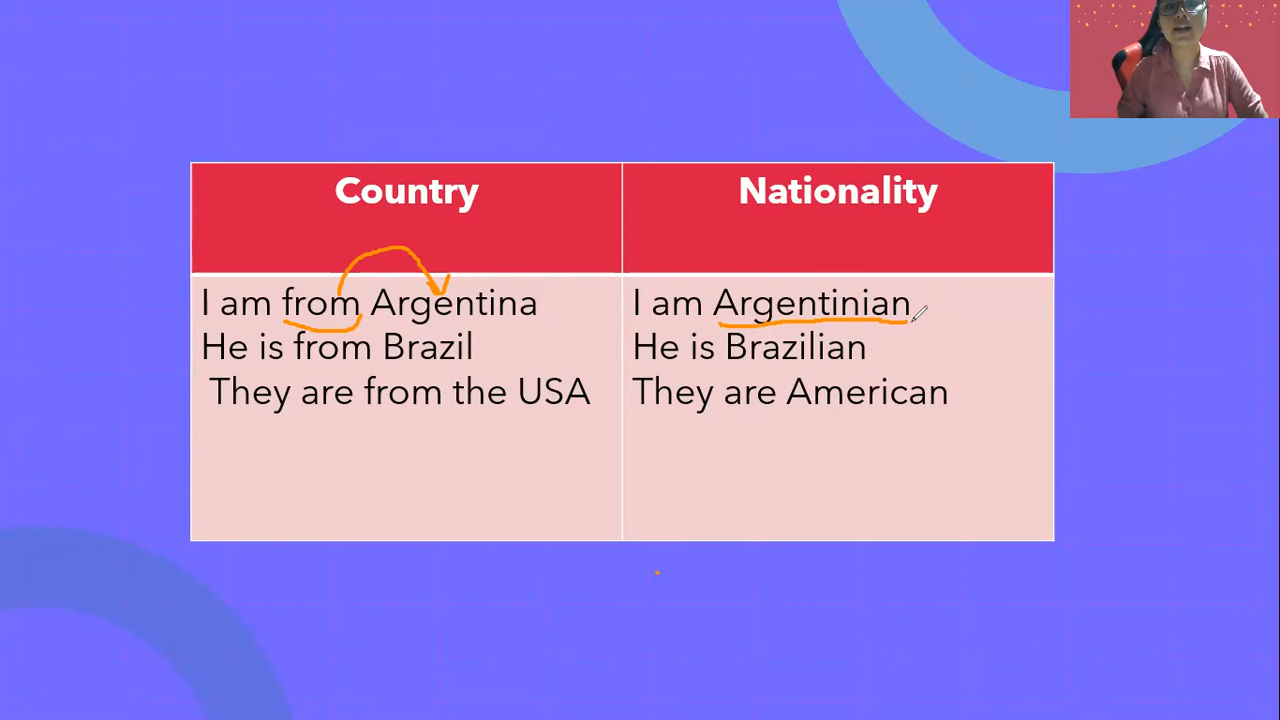 Country
Nationality
I am from Argentina
He is from Brazil
They are from the USA
I am Argentinian
He is Brazilian
They are American